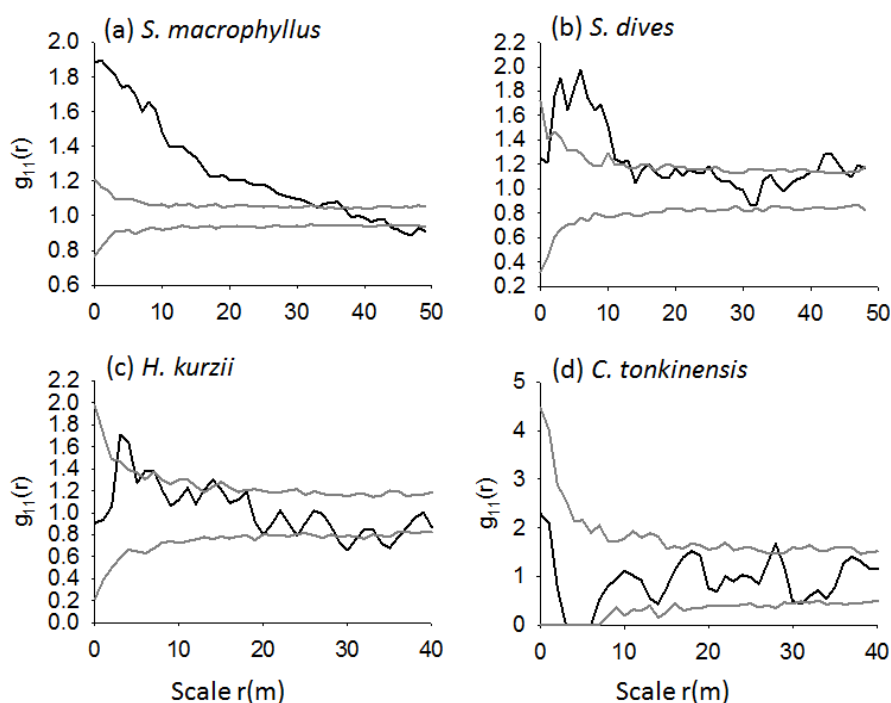 (a) S. macrophyllus
g11(r)
2.0
1.8
1.6
1.4
1.2
1.0
0.8
0.6
0 10 20 30 40 50
(b) S. dives
g11(r)
2.2
2.0
1.8
1.6
1.4
1.2
1.0
0.8
0.6
0.4
0.2
0 10 20 30 40 50
(c) H. kurzii
g11(r)
2.2
2.0
1.8
1.6
1.4
1.2
1.0
0.8
0.6
0.4
0.2
0.0
0 10 20 30 40
Scale r(m)
(d) C. tonkinensis
g11(r)
5
4
3
2
1
0
0 10 20 30 40
Scale r(m)